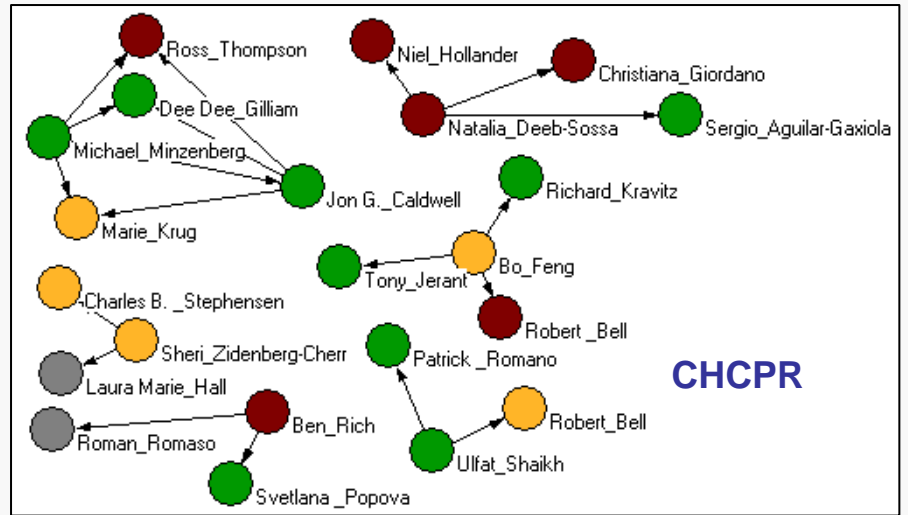 Ross_Thompson
Niel_Hollander
Christiana_Giordano
Dee Dee_Gilliam
Natalia_Deeb-Sossa
Sergio_Aguilar-Gaxiola
Michael_Minzenberg
Jon G._Caldwell
Richard_Kravitz
Marie_Krug
Bo_Feng
Tony_Jerant
Charles B. _Stephensen
Robert _Bell
Sheri_Zidenberg-Cherr
Patrick _Romano
CHCPR
Laura Marie_Hall
Robert_Bell
Ben_Rich
Roman_Romaso
Ulfat_Shaikh
Svetlana _Popova